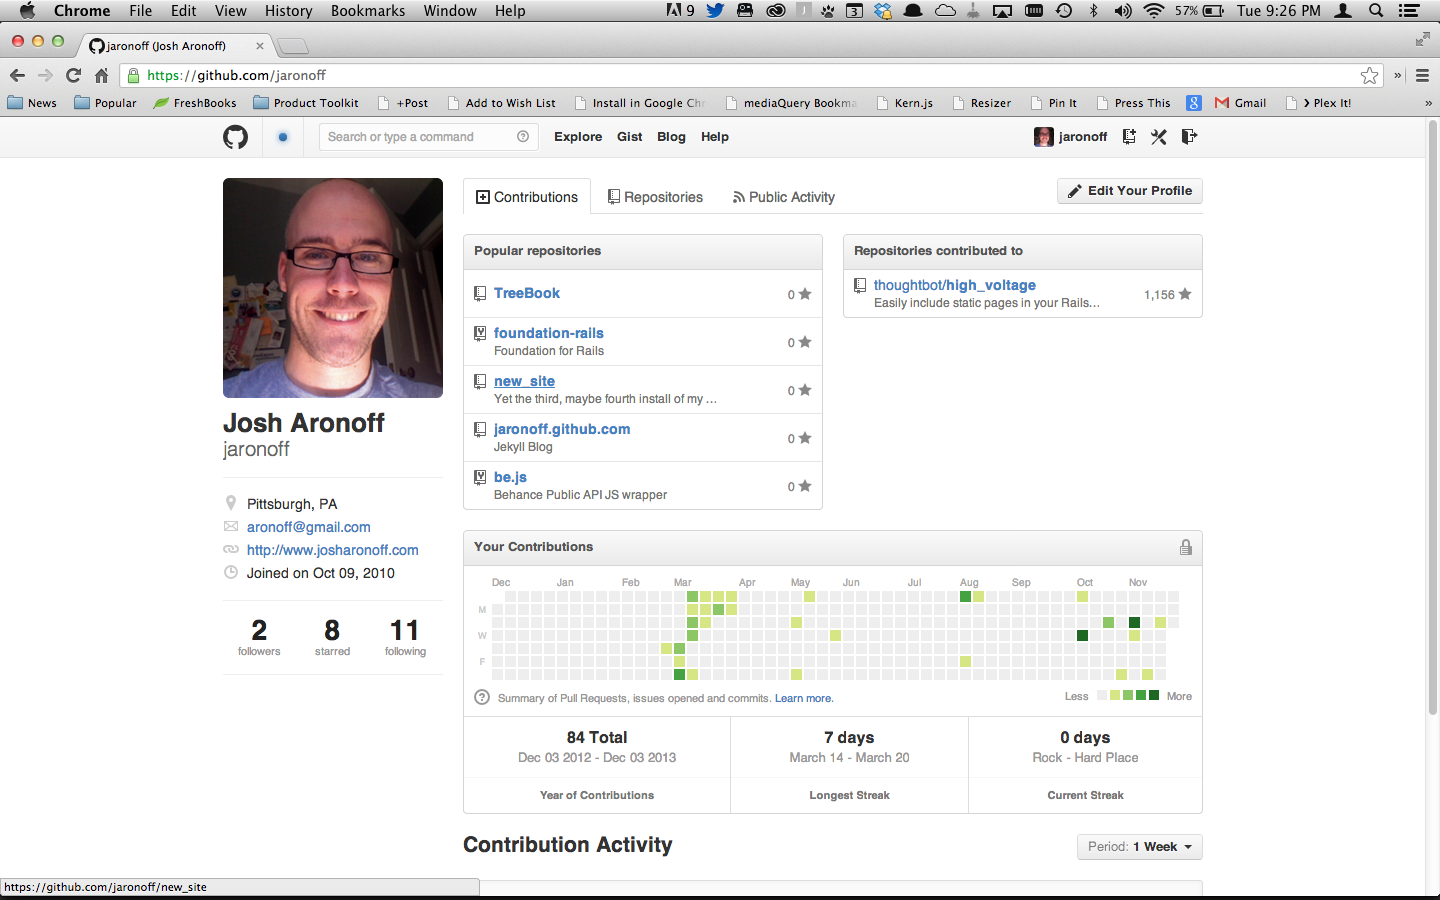 Chrome File Edit View History Bookmarks Window Help 9 3 57% Tue 9:26 PM
jaronoff (Josh Aronoff)
https://github.com/jaronoff
News Popular FreshBooks Product Toolkit +Post Add to Wish List Install in Google Chr mediaQuery Bookma Kern.js Resizer Pin It Press This Gmail Plex It! »
Search or type a command Explore Gist Blog Help jaronoff
Contributions Repositories Public Activity Edit Your Profile
Popular repositories
TreeBook 0
foundation-rails
Foundation for Rails 0
new_site
Yet the third, maybe fourth install of my … 0
jaronoff.github.com
Jekyll Blog 0
be.js
Behance Public API JS wrapper 0
Repositories contributed to
thoughtbot/high_voltage
Easily include static pages in your Rails… 1,156
Josh Aronoff
jaronoff
Pittsburgh, PA
aronoff@gmail.com
http://www.josharonoff.com
Joined on Oct 09, 2010
2 8 11
followers starred following
Your Contributions
Dec Jan Feb Mar Apr May Jun Jul Aug Sep Oct Nov
M
W
F
Summary of Pull Requests, issues opened and commits. Learn more. Less More
84 Total 7 days 0 days
Dec 03 2012 - Dec 03 2013 March 14 - March 20 Rock - Hard Place
Year of Contributions Longest Streak Current Streak
Contribution Activity Period: 1 Week
https://github.com/jaronoff/new_site